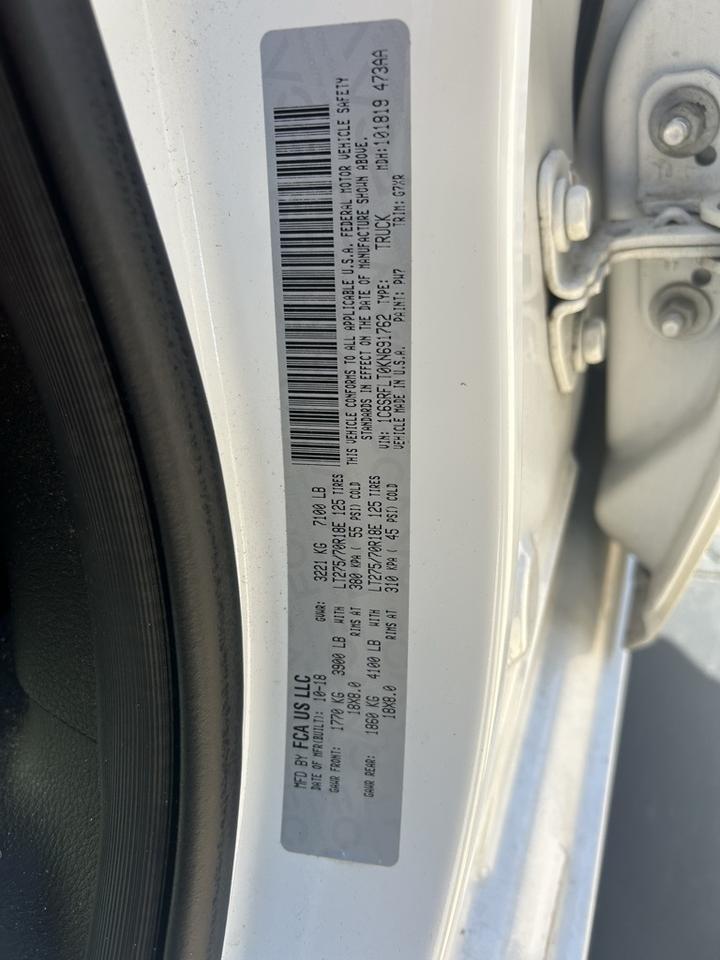 MFD BY FCA US LLC
DATE OF MFR(BUILT): 10-18 GVWR: 3221 KG 7100 LB
GAWR FRONT: 1770 KG 3900 LB WITH LT275/70R18E 125 TIRES
18X8.0 RIMS AT 380 KPA ( 55 PSI) COLD
GAWR REAR: 1860 KG 4100 LB WITH LT275/70R18E 125 TIRES
18X8.0 RIMS AT 310 KPA ( 45 PSI) COLD
THIS VEHICLE CONFORMS TO ALL APPLICABLE U.S.A. FEDERAL MOTOR VEHICLE SAFETY
STANDARDS IN EFFECT ON THE DATE OF MANUFACTURE SHOWN ABOVE.
VIN: 1C6SRFLT0KN691762 TYPE: TRUCK MDH:101819 473AA
VEHICLE MADE IN U.S.A. PAINT: PW7 TRIM: G7XR